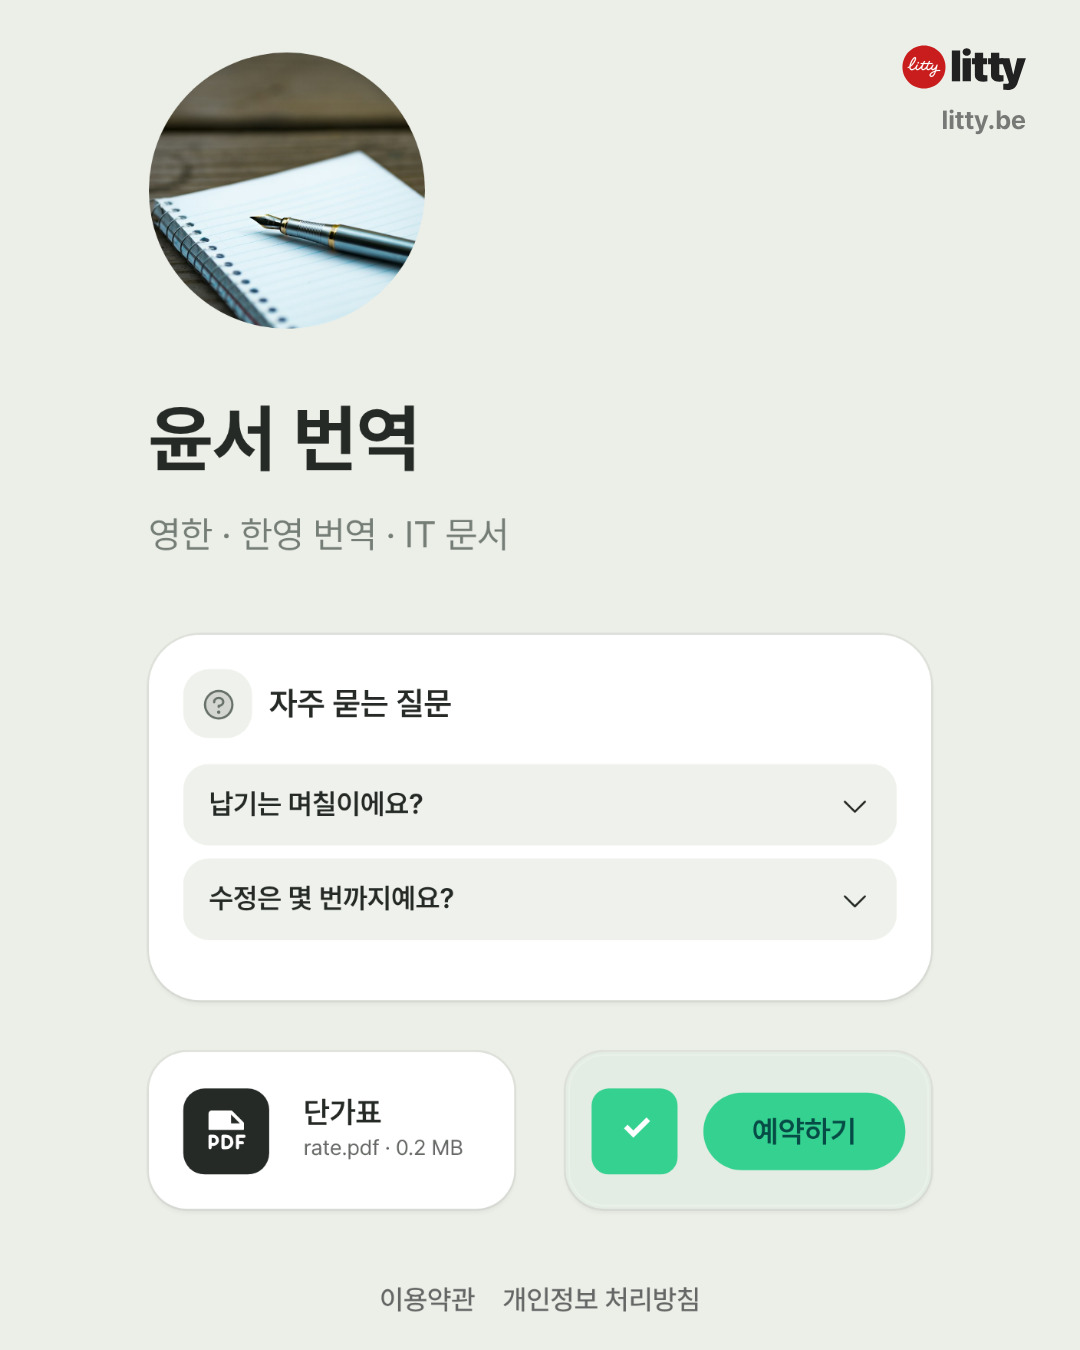 litty litty
litty.be
윤서 번역
영한 · 한영 번역 · IT 문서
자주 묻는 질문
납기는 며칠이에요?
수정은 몇 번까지예요?
PDF
단가표
rate.pdf · 0.2 MB
예약하기
이용약관 개인정보 처리방침